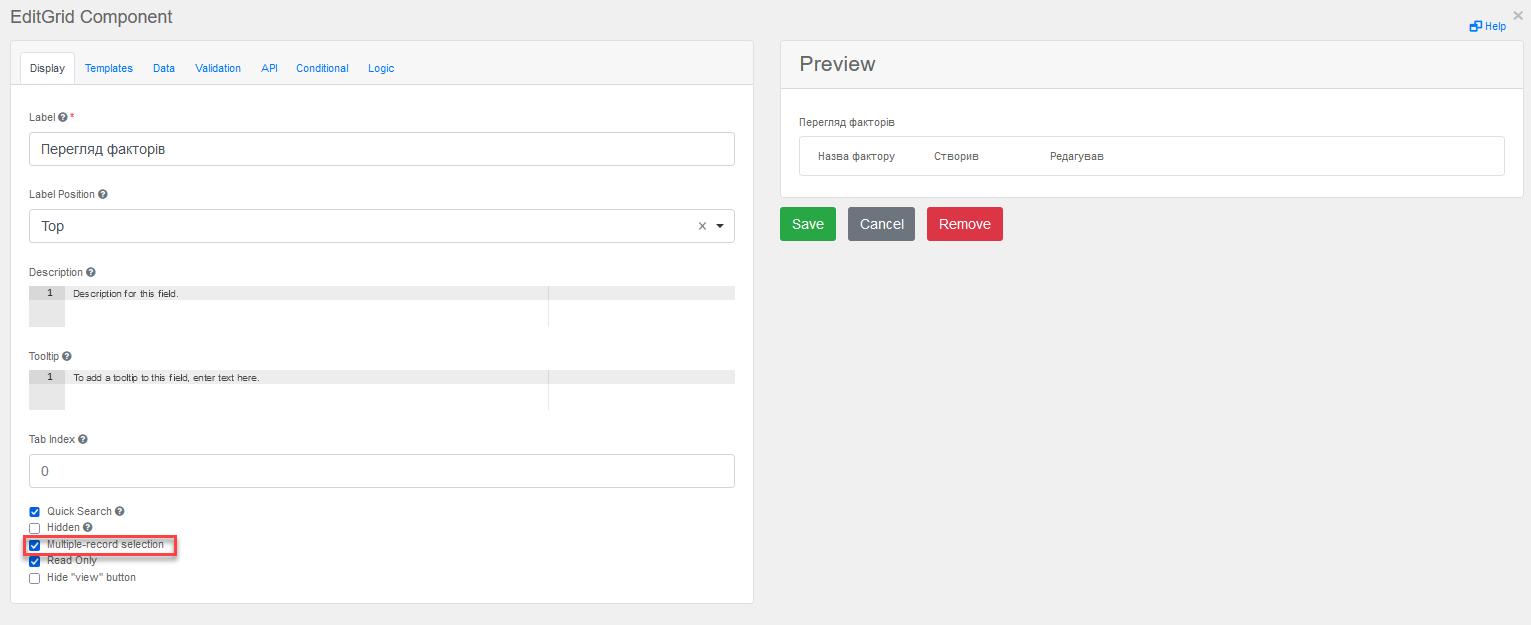 EditGrid Component
×
Help
Display Templates Data Validation API Conditional Logic
Label *
Перегляд факторів
Label Position
Top
Description
1 Description for this field.
Tooltip
1 To add a tooltip to this field, enter text here.
Tab Index
0
Quick Search
Hidden
Multiple-record selection
Read Only
Hide "view" button
Preview
Перегляд факторів
Назва фактору Створив Редагував
Save Cancel Remove